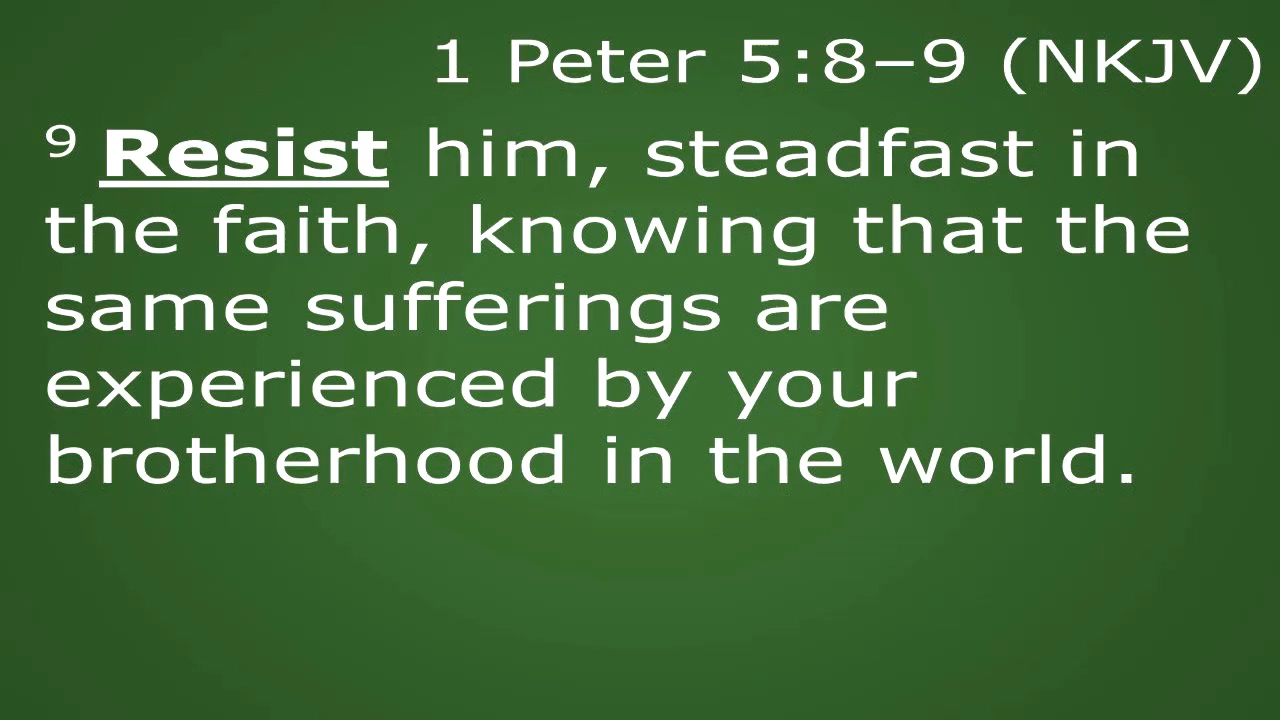 1 Peter 5:8–9 (NKJV)
9 Resist him, steadfast in
the faith, knowing that the
same sufferings are
experienced by your
brotherhood in the world.